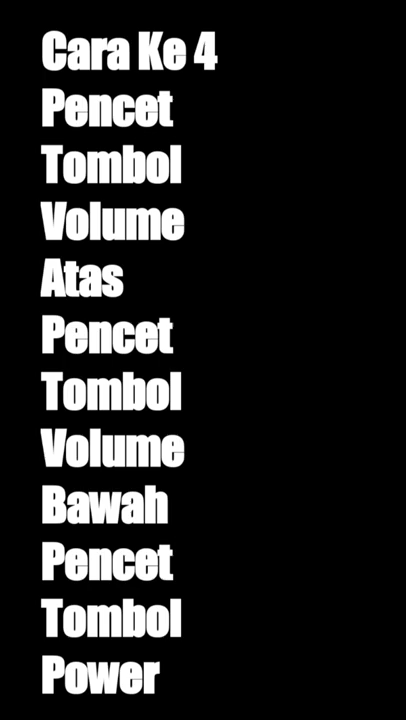 Cara Ke 4
Pencet
Tombol
Volume
Atas
Pencet
Tombol
Volume
Bawah
Pencet
Tombol
Power